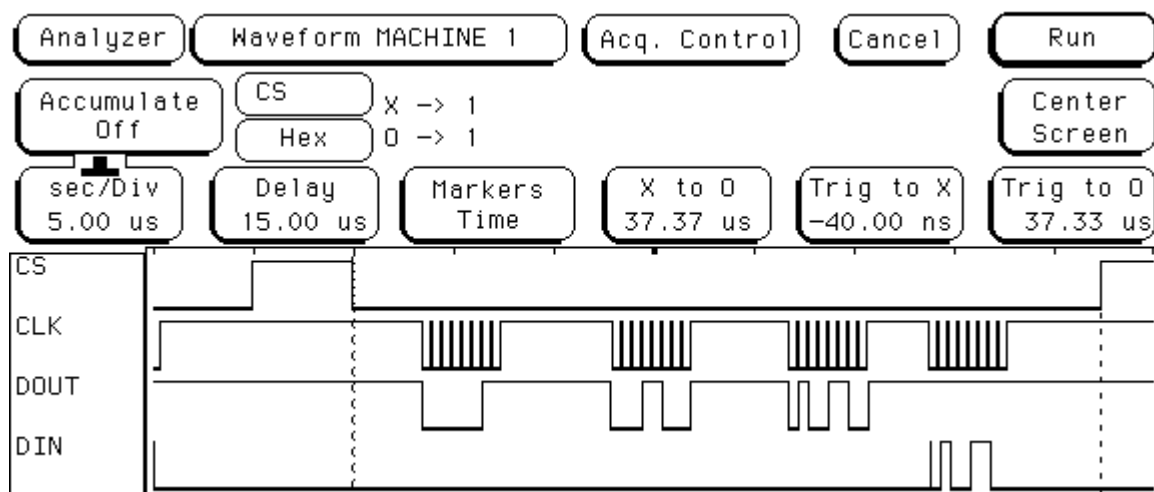 Analyzer Waveform MACHINE 1 Acq. Control Cancel Run
Accumulate Off
CS X -> 1
Hex O -> 1
Center Screen
sec/Div Delay Markers X to O Trig to X Trig to O
5.00 us 15.00 us Time 37.37 us -40.00 ns 37.33 us
CS
CLK
DOUT
DIN